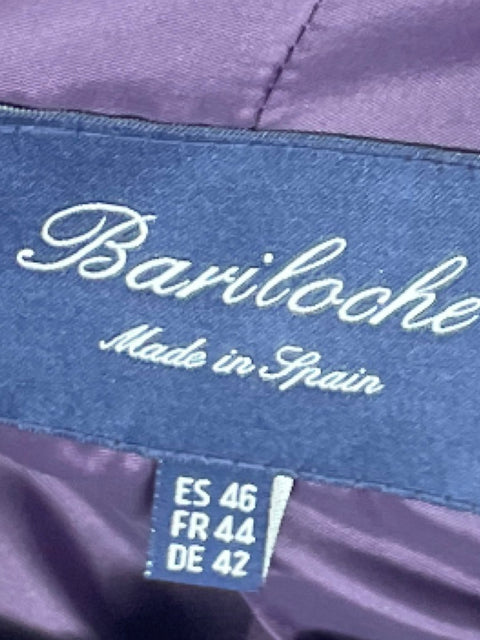 Bariloche
Made in Spain
ES 46
FR 44
DE 42